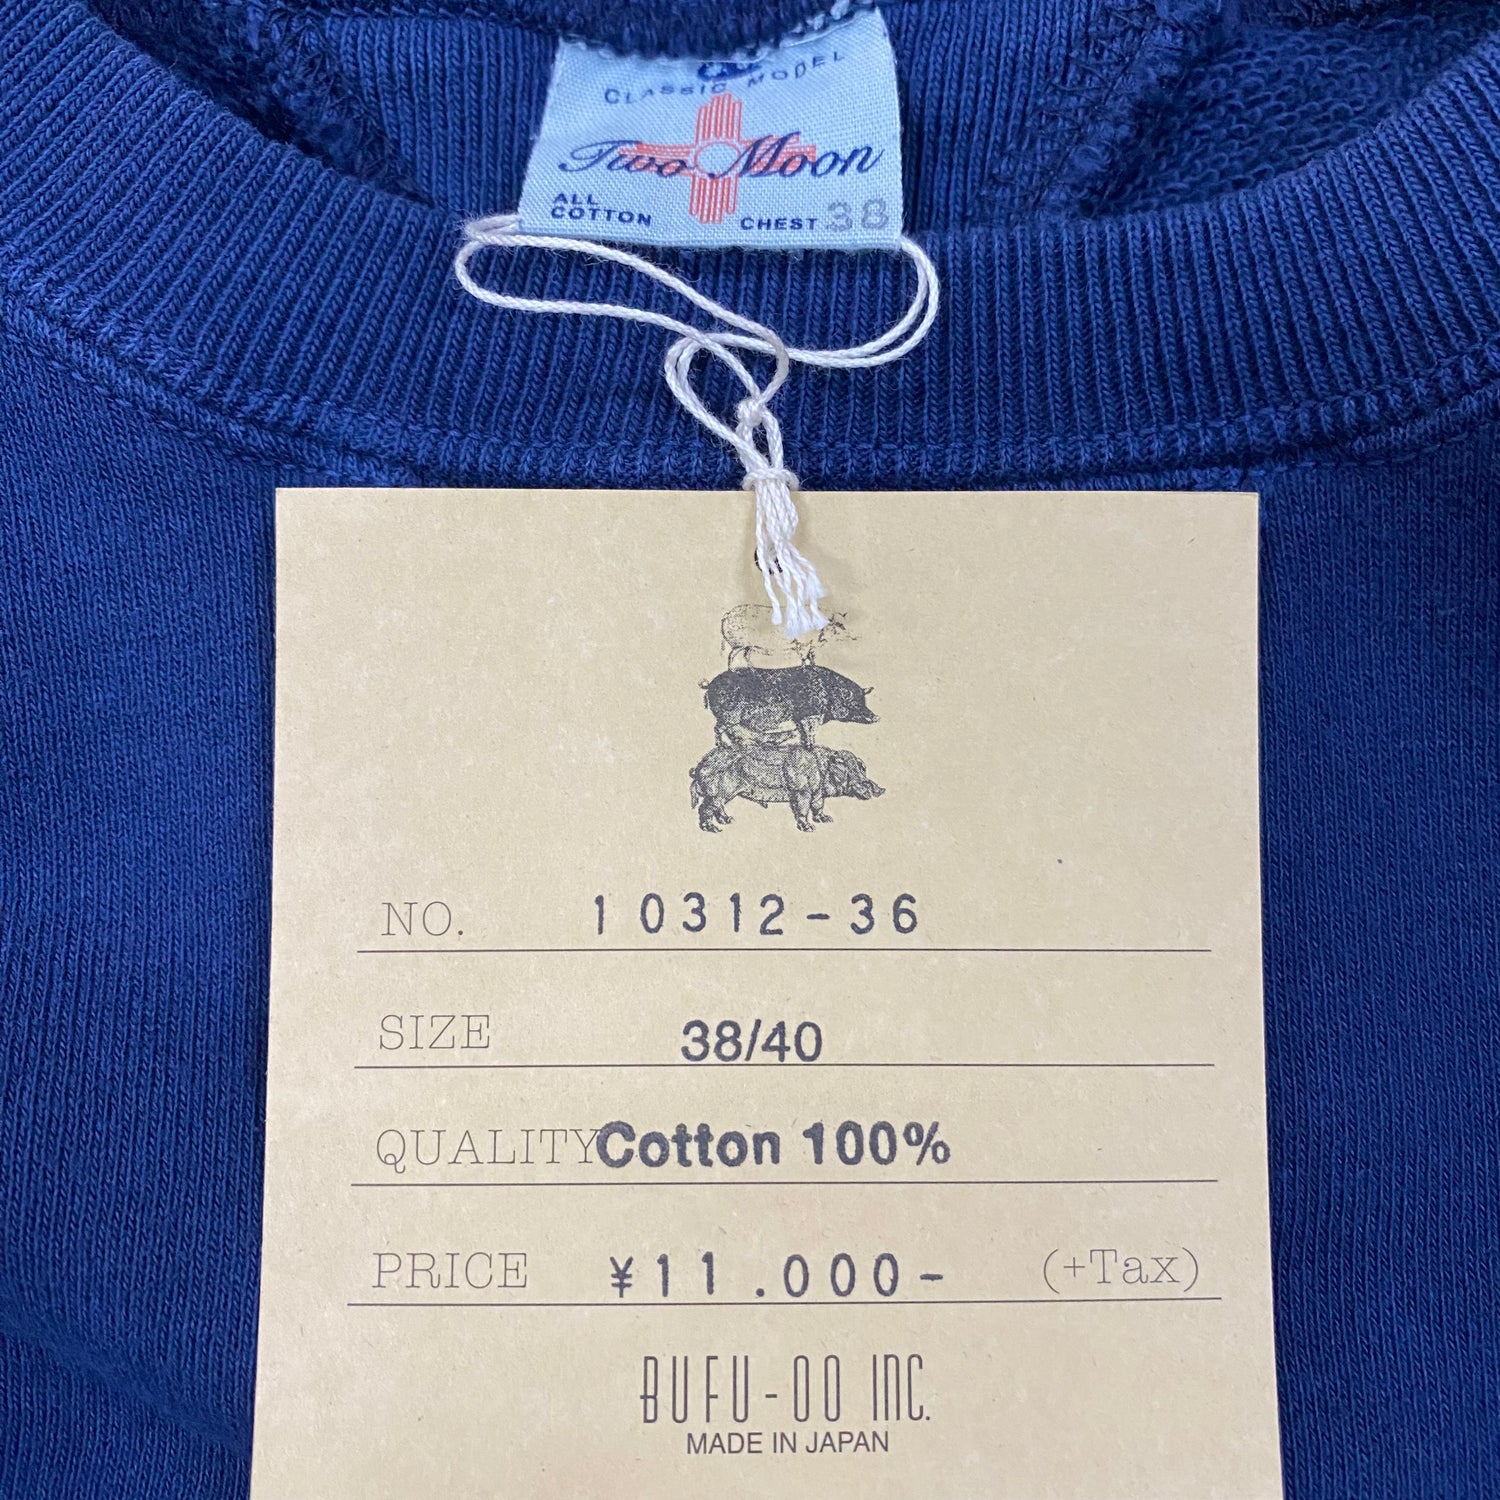 CLASSIC MODEL
Two Moon
ALL
COTTON
CHEST 38
NO. 10312-36
SIZE 38/40
QUALITY Cotton 100%
PRICE ¥11.000- (+Tax)
BUFU-OO INC.
MADE IN JAPAN